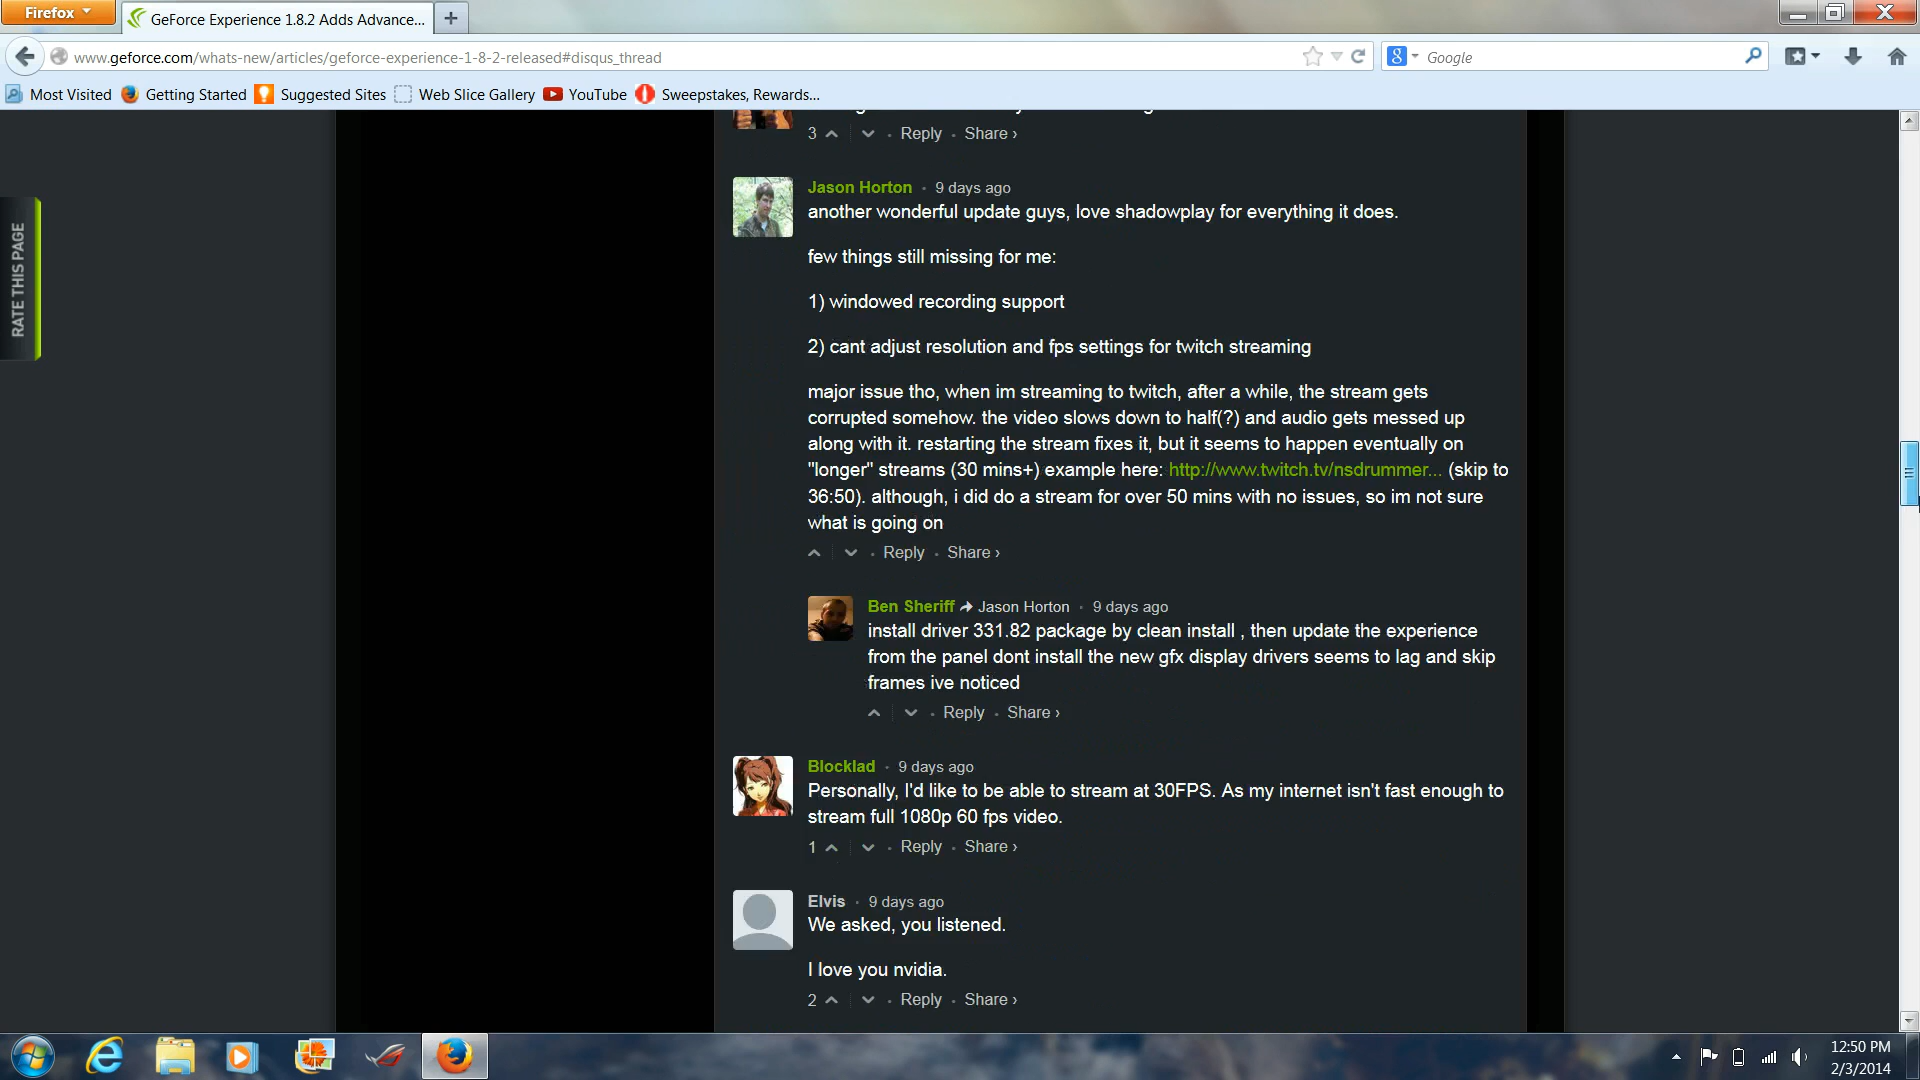 Firefox
GeForce Experience 1.8.2 Adds Advance...
www.geforce.com/whats-new/articles/geforce-experience-1-8-2-released#disqus_thread
Google
Most Visited
Getting Started
Suggested Sites
Web Slice Gallery
YouTube
Sweepstakes, Rewards...
RATE THIS PAGE
3 Reply Share ›
Jason Horton • 9 days ago
another wonderful update guys, love shadowplay for everything it does.
few things still missing for me:
1) windowed recording support
2) cant adjust resolution and fps settings for twitch streaming
major issue tho, when im streaming to twitch, after a while, the stream gets
corrupted somehow. the video slows down to half(?) and audio gets messed up
along with it. restarting the stream fixes it, but it seems to happen eventually on
"longer" streams (30 mins+) example here: http://www.twitch.tv/nsdrummer... (skip to
36:50). although, i did do a stream for over 50 mins with no issues, so im not sure
what is going on
Reply Share ›
Ben Sheriff Jason Horton • 9 days ago
install driver 331.82 package by clean install , then update the experience
from the panel dont install the new gfx display drivers seems to lag and skip
frames ive noticed
Reply Share ›
Blocklad • 9 days ago
Personally, I'd like to be able to stream at 30FPS. As my internet isn't fast enough to
stream full 1080p 60 fps video.
1 Reply Share ›
Elvis • 9 days ago
We asked, you listened.
I love you nvidia.
2 Reply Share ›
12:50 PM
2/3/2014